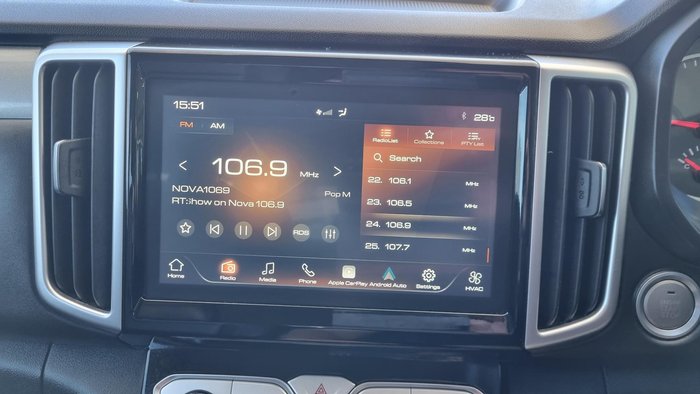 15:51
28°C
FM · AM
RadioList
Collections
PTY List
Search
106.9 MHz
22. 106.1 MHz
NOVA1069
Pop M
23. 106.5 MHz
RT: Show on Nova 106.9
24. 106.9 MHz
RDS
25. 107.7 MHz
Home
Radio
Media
Phone
Apple CarPlay
Android Auto
Settings
HVAC